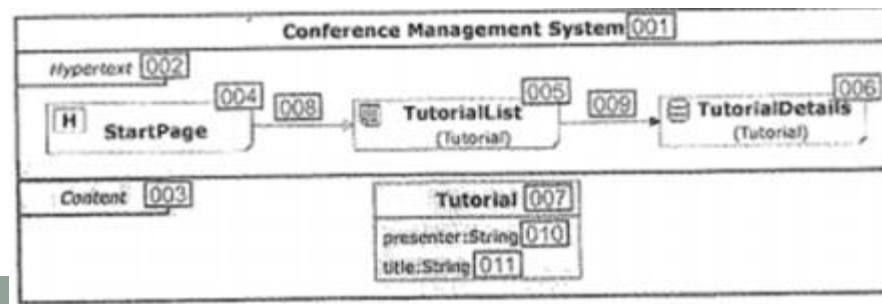 Conference Management System 001
Hypertext 002
H StartPage 004
008
TutorialList 005
(Tutorial)
009
TutorialDetails 006
(Tutorial)
Content 003
Tutorial 007
presenter:String 010
title:String 011